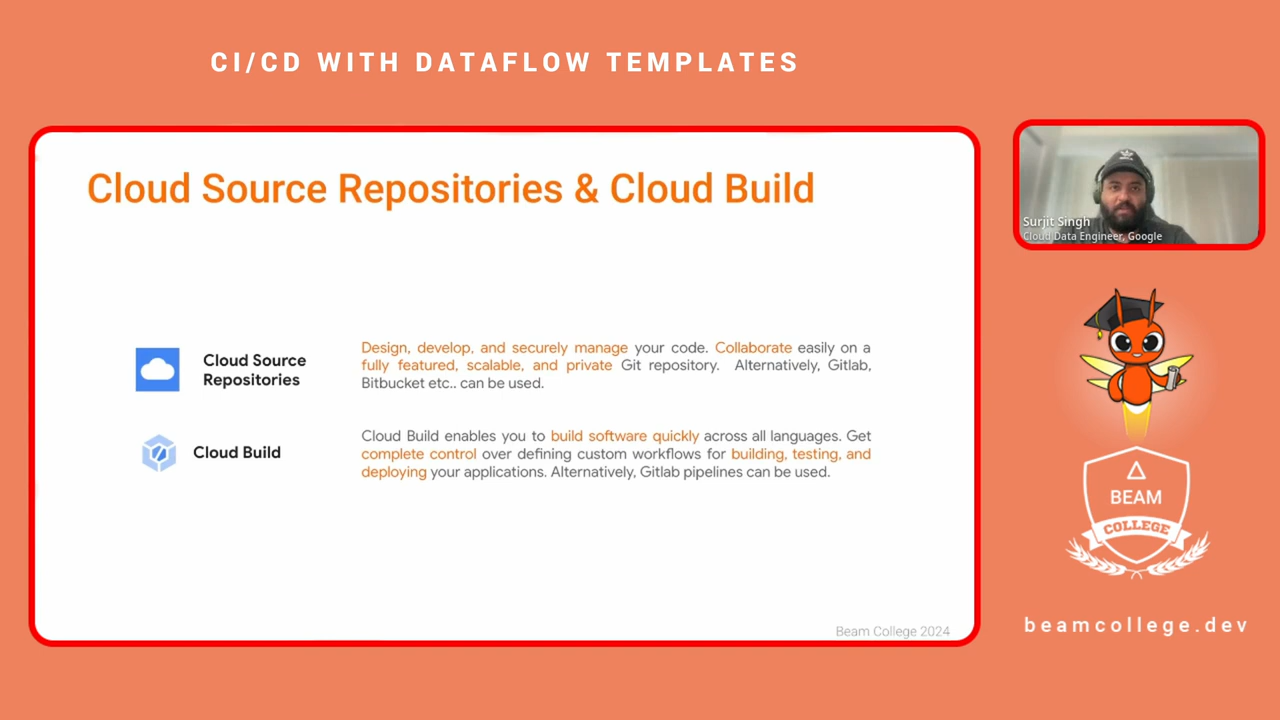 CI/CD WITH DATAFLOW TEMPLATES
Cloud Source Repositories & Cloud Build
Cloud Source
Repositories
Design, develop, and securely manage your code. Collaborate easily on a
fully featured, scalable, and private Git repository. Alternatively, Gitlab,
Bitbucket etc.. can be used.
Cloud Build
Cloud Build enables you to build software quickly across all languages. Get
complete control over defining custom workflows for building, testing, and
deploying your applications. Alternatively, Gitlab pipelines can be used.
Beam College 2024
Surjit Singh
Cloud Data Engineer, Google
BEAM
COLLEGE
beamcollege.dev